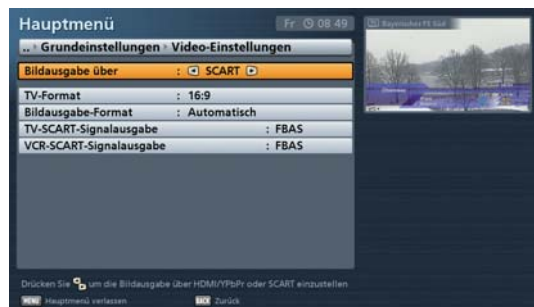 Hauptmenü
Fr 08 49
Bayerisches FS Süd
.. › Grundeinstellungen › Video-Einstellungen
Bildausgabe über : SCART
TV-Format : 16:9
Bildausgabe-Format : Automatisch
TV-SCART-Signalausgabe : FBAS
VCR-SCART-Signalausgabe : FBAS
Drücken Sie um die Bildausgabe über HDMI/YPbPr oder SCART einzustellen
MENU Hauptmenü verlassen
BACK Zurück